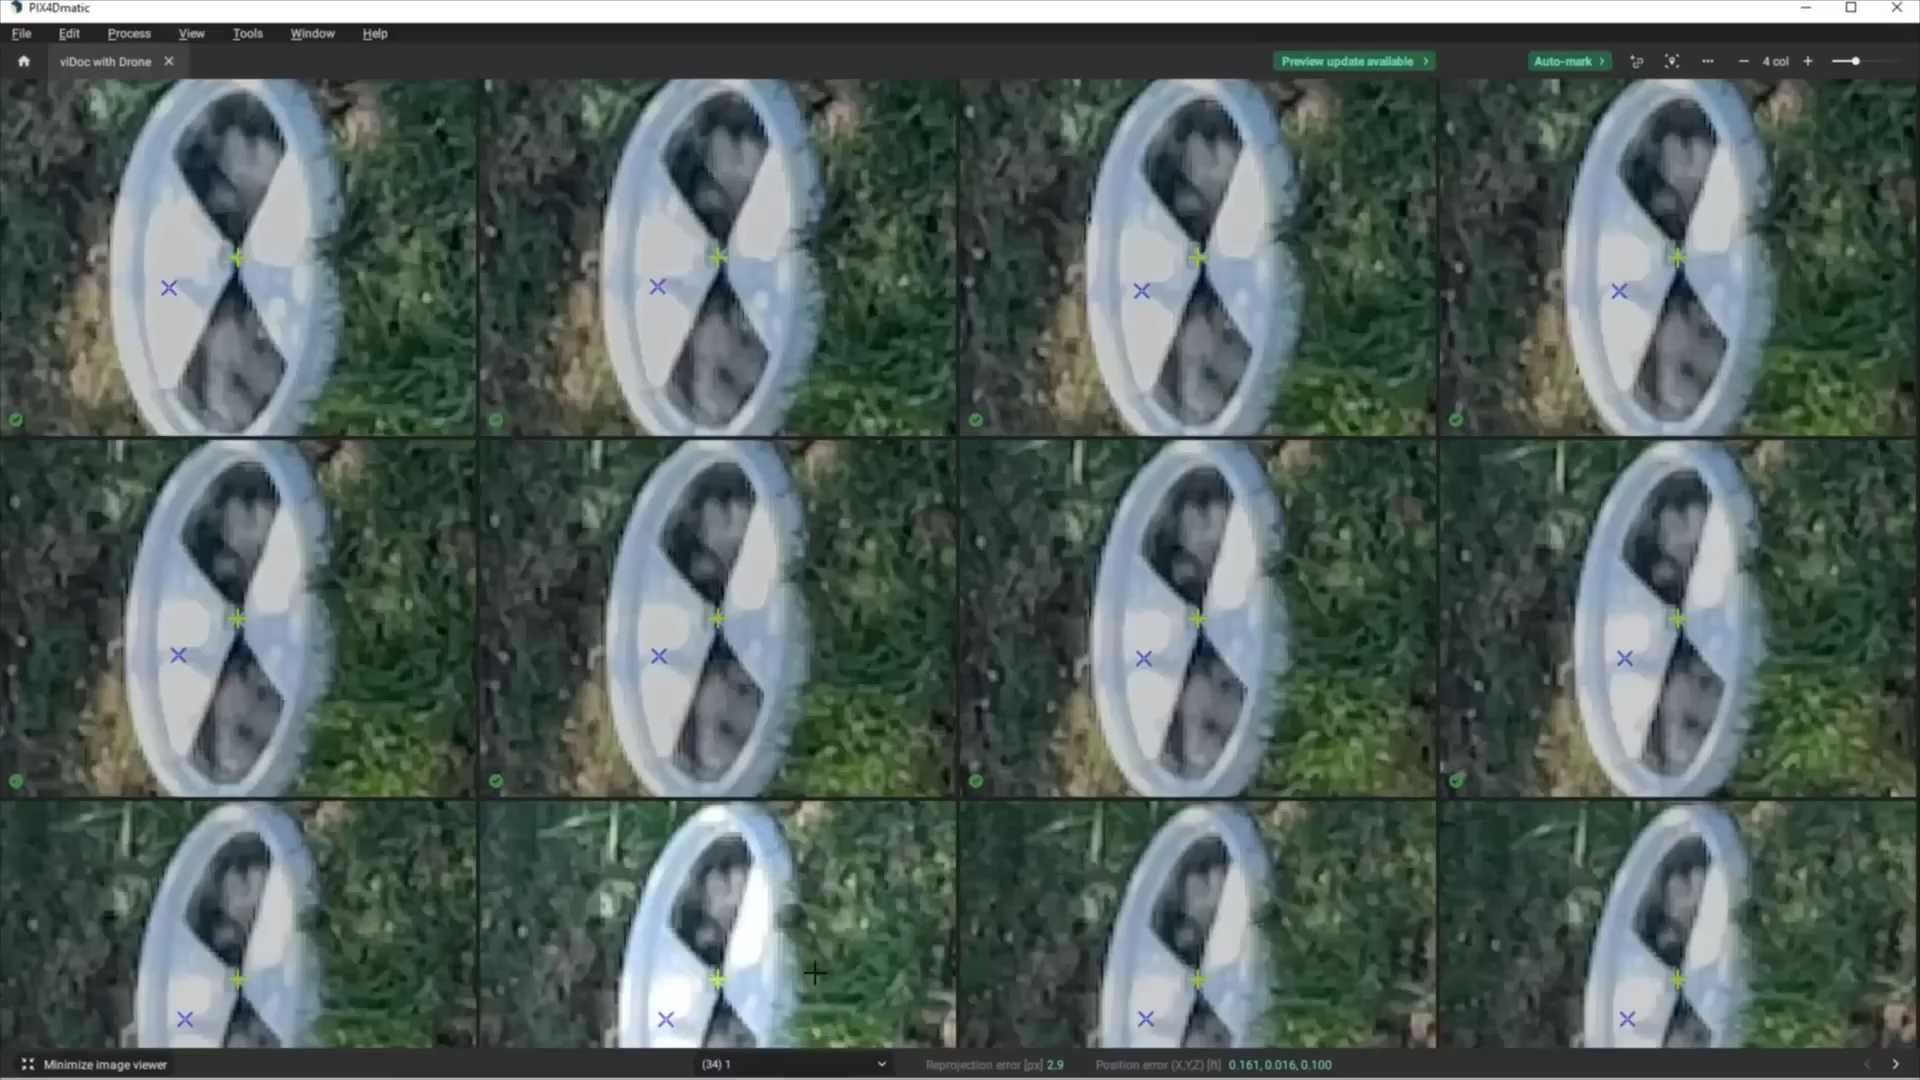 PIX4Dmatic
File Edit Process View Tools Window Help
viDoc with Drone
Preview update available
Auto-mark
4 col
Minimize image viewer
(34) 1
Reprojection error [px] 2.9
Position error (X,Y,Z) [ft] 0.161, 0.016, 0.100